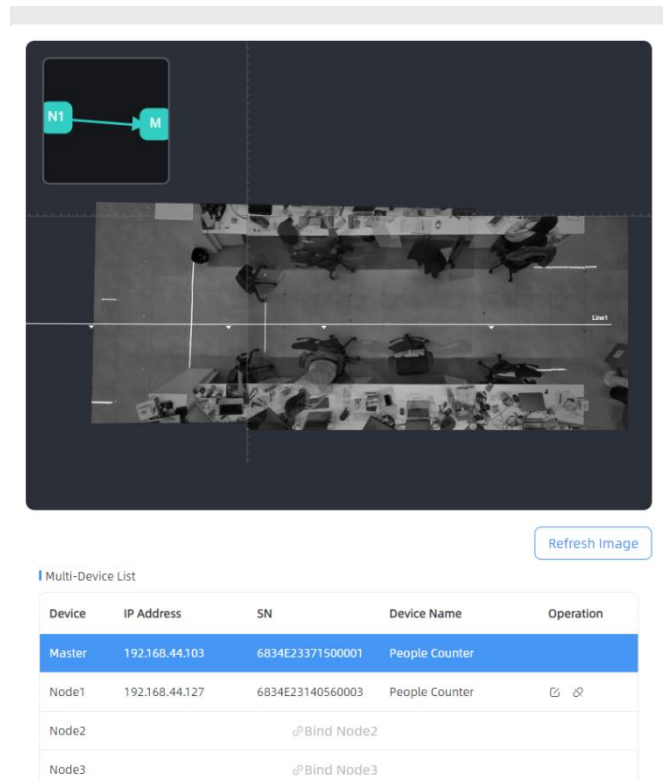 N1
M
Line1
Refresh Image
Multi-Device List
Device IP Address SN Device Name Operation
Master 192.168.44.103 6834E23371500001 People Counter
Node1 192.168.44.127 6834E23140560003 People Counter
Node2 Bind Node2
Node3 Bind Node3